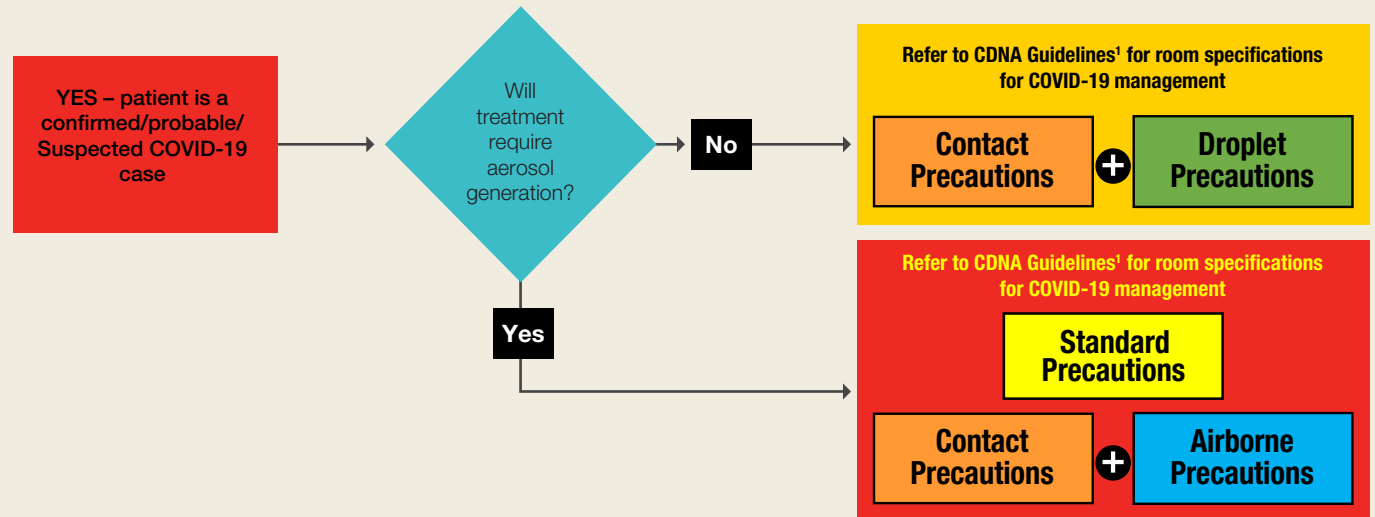 YES – patient is a
confirmed/probable/
Suspected COVID-19
case
Will
treatment
require
aerosol
generation?
No
Refer to CDNA Guidelines¹ for room specifications
for COVID-19 management
Contact
Precautions
+
Droplet
Precautions
Yes
Refer to CDNA Guidelines¹ for room specifications
for COVID-19 management
Standard
Precautions
Contact
Precautions
+
Airborne
Precautions